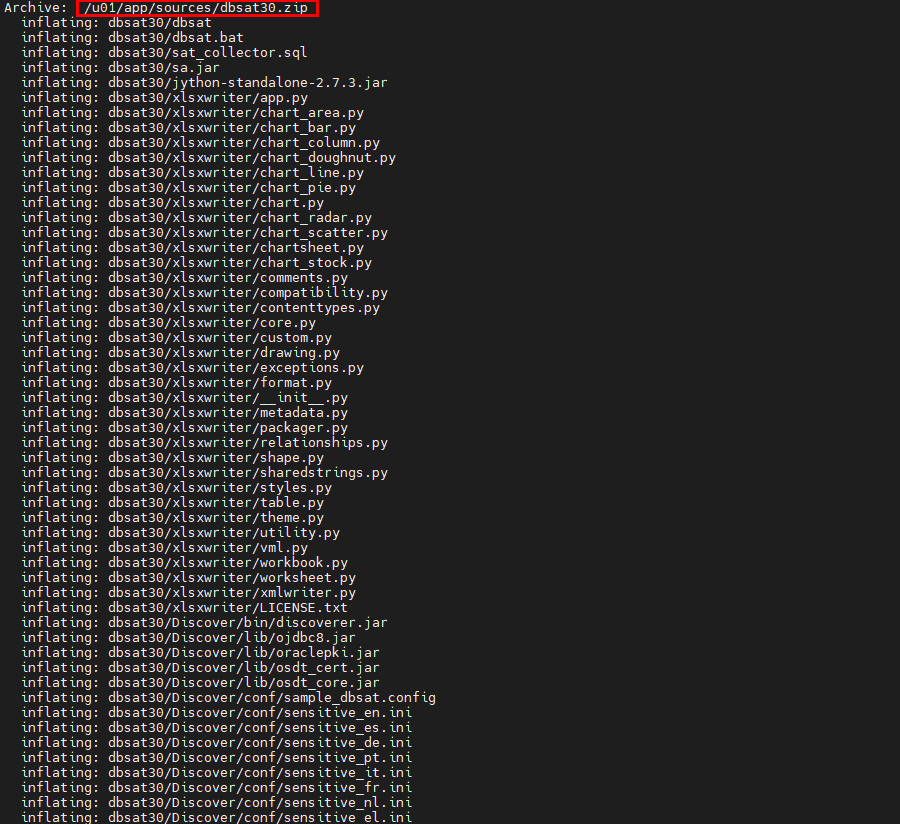 Archive: /u01/app/sources/dbsat30.zip
inflating: dbsat30/dbsat
inflating: dbsat30/dbsat.bat
inflating: dbsat30/sat_collector.sql
inflating: dbsat30/sa.jar
inflating: dbsat30/jython-standalone-2.7.3.jar
inflating: dbsat30/xlsxwriter/app.py
inflating: dbsat30/xlsxwriter/chart_area.py
inflating: dbsat30/xlsxwriter/chart_bar.py
inflating: dbsat30/xlsxwriter/chart_column.py
inflating: dbsat30/xlsxwriter/chart_doughnut.py
inflating: dbsat30/xlsxwriter/chart_line.py
inflating: dbsat30/xlsxwriter/chart_pie.py
inflating: dbsat30/xlsxwriter/chart.py
inflating: dbsat30/xlsxwriter/chart_radar.py
inflating: dbsat30/xlsxwriter/chart_scatter.py
inflating: dbsat30/xlsxwriter/chartsheet.py
inflating: dbsat30/xlsxwriter/chart_stock.py
inflating: dbsat30/xlsxwriter/comments.py
inflating: dbsat30/xlsxwriter/compatibility.py
inflating: dbsat30/xlsxwriter/contenttypes.py
inflating: dbsat30/xlsxwriter/core.py
inflating: dbsat30/xlsxwriter/custom.py
inflating: dbsat30/xlsxwriter/drawing.py
inflating: dbsat30/xlsxwriter/exceptions.py
inflating: dbsat30/xlsxwriter/format.py
inflating: dbsat30/xlsxwriter/__init__.py
inflating: dbsat30/xlsxwriter/metadata.py
inflating: dbsat30/xlsxwriter/packager.py
inflating: dbsat30/xlsxwriter/relationships.py
inflating: dbsat30/xlsxwriter/shape.py
inflating: dbsat30/xlsxwriter/sharedstrings.py
inflating: dbsat30/xlsxwriter/styles.py
inflating: dbsat30/xlsxwriter/table.py
inflating: dbsat30/xlsxwriter/theme.py
inflating: dbsat30/xlsxwriter/utility.py
inflating: dbsat30/xlsxwriter/vml.py
inflating: dbsat30/xlsxwriter/workbook.py
inflating: dbsat30/xlsxwriter/worksheet.py
inflating: dbsat30/xlsxwriter/xmlwriter.py
inflating: dbsat30/xlsxwriter/LICENSE.txt
inflating: dbsat30/Discover/bin/discoverer.jar
inflating: dbsat30/Discover/lib/ojdbc8.jar
inflating: dbsat30/Discover/lib/oraclepki.jar
inflating: dbsat30/Discover/lib/osdt_cert.jar
inflating: dbsat30/Discover/lib/osdt_core.jar
inflating: dbsat30/Discover/conf/sample_dbsat.config
inflating: dbsat30/Discover/conf/sensitive_en.ini
inflating: dbsat30/Discover/conf/sensitive_es.ini
inflating: dbsat30/Discover/conf/sensitive_de.ini
inflating: dbsat30/Discover/conf/sensitive_pt.ini
inflating: dbsat30/Discover/conf/sensitive_it.ini
inflating: dbsat30/Discover/conf/sensitive_fr.ini
inflating: dbsat30/Discover/conf/sensitive_nl.ini
inflating: dbsat30/Discover/conf/sensitive_el.ini